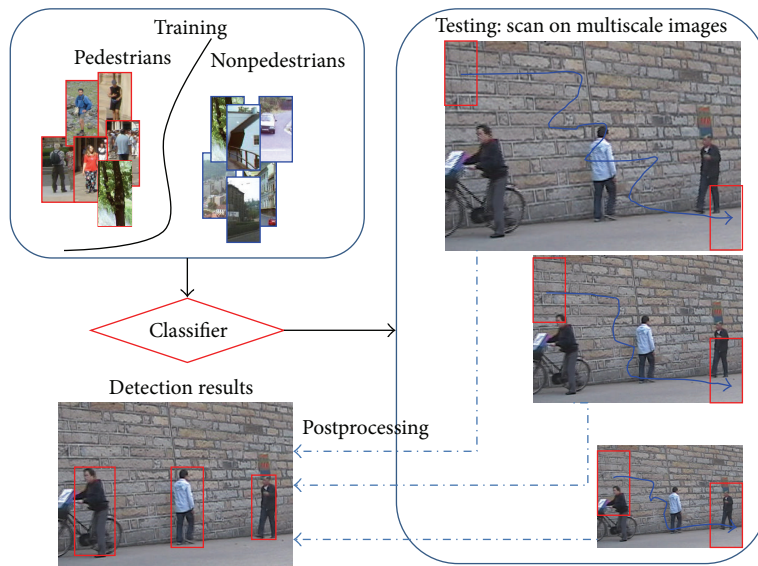 Training
Pedestrians
Nonpedestrians
Testing: scan on multiscale images
Classifier
Detection results
Postprocessing